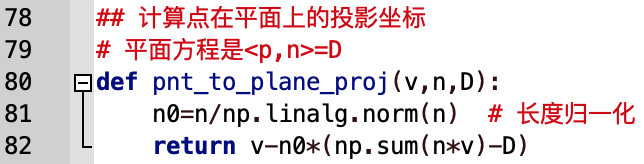 78 ## 计算点在平面上的投影坐标
79 # 平面方程是<p,n>=D
80 def pnt_to_plane_proj(v,n,D):
81     n0=n/np.linalg.norm(n)  # 长度归一化
82     return v-n0*(np.sum(n*v)-D)